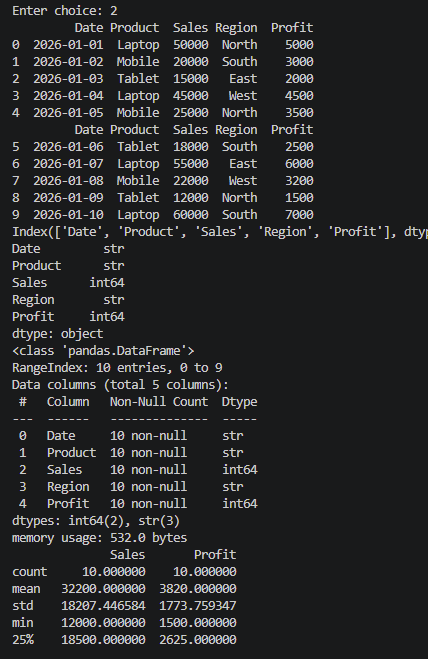 Enter choice: 2
         Date Product  Sales Region  Profit
0  2026-01-01  Laptop  50000  North    5000
1  2026-01-02  Mobile  20000  South    3000
2  2026-01-03  Tablet  15000   East    2000
3  2026-01-04  Laptop  45000   West    4500
4  2026-01-05  Mobile  25000  North    3500
         Date Product  Sales Region  Profit
5  2026-01-06  Tablet  18000  South    2500
6  2026-01-07  Laptop  55000   East    6000
7  2026-01-08  Mobile  22000   West    3200
8  2026-01-09  Tablet  12000  North    1500
9  2026-01-10  Laptop  60000  South    7000
Index(['Date', 'Product', 'Sales', 'Region', 'Profit'], dtyp
Date         str
Product      str
Sales      int64
Region       str
Profit     int64
dtype: object
<class 'pandas.DataFrame'>
RangeIndex: 10 entries, 0 to 9
Data columns (total 5 columns):
 #   Column   Non-Null Count  Dtype
---  ------   --------------  -----
 0   Date     10 non-null     str
 1   Product  10 non-null     str
 2   Sales    10 non-null     int64
 3   Region   10 non-null     str
 4   Profit   10 non-null     int64
dtypes: int64(2), str(3)
memory usage: 532.0 bytes
              Sales       Profit
count     10.000000    10.000000
mean   32200.000000  3820.000000
std    18207.446584  1773.759347
min    12000.000000  1500.000000
25%    18500.000000  2625.000000